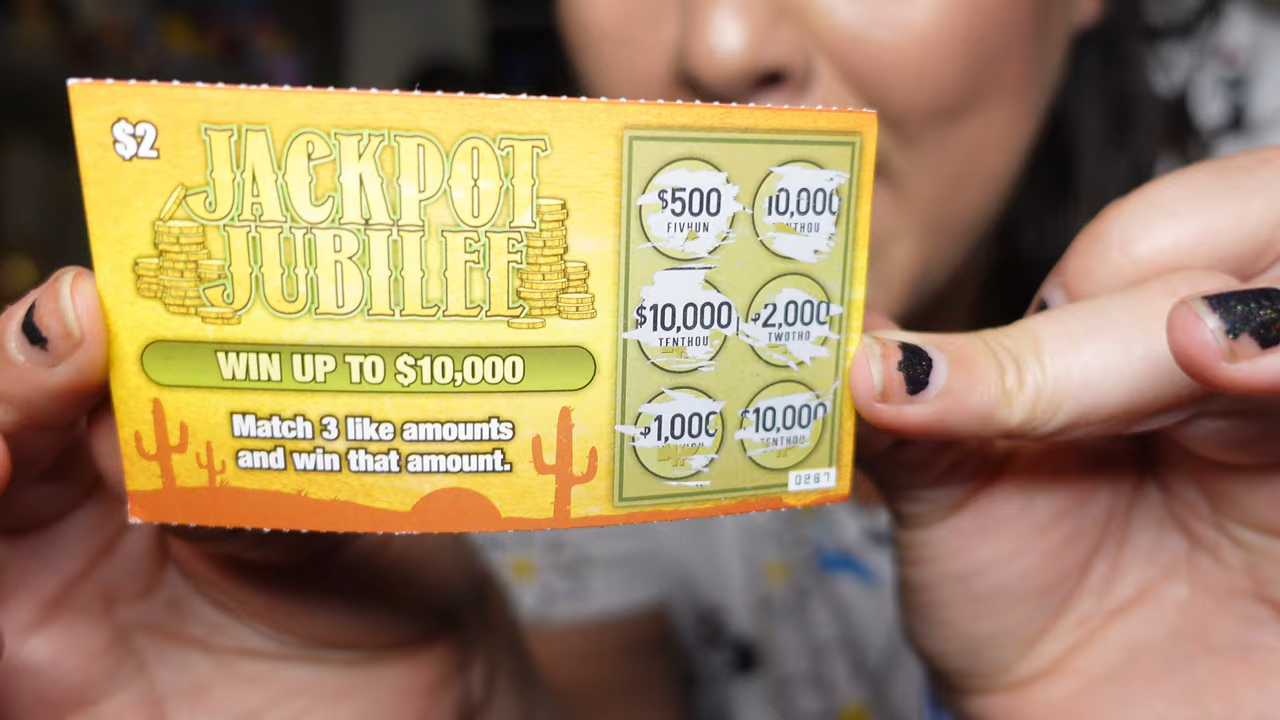 $2
JACKPOT
JUBILEE
WIN UP TO $10,000
Match 3 like amounts
and win that amount.
$500
FIVHUN
10,000
THOU
$10,000
TENTHOU
2,000
TWOTHO
1,000
$10,000
TENTHOU
0287